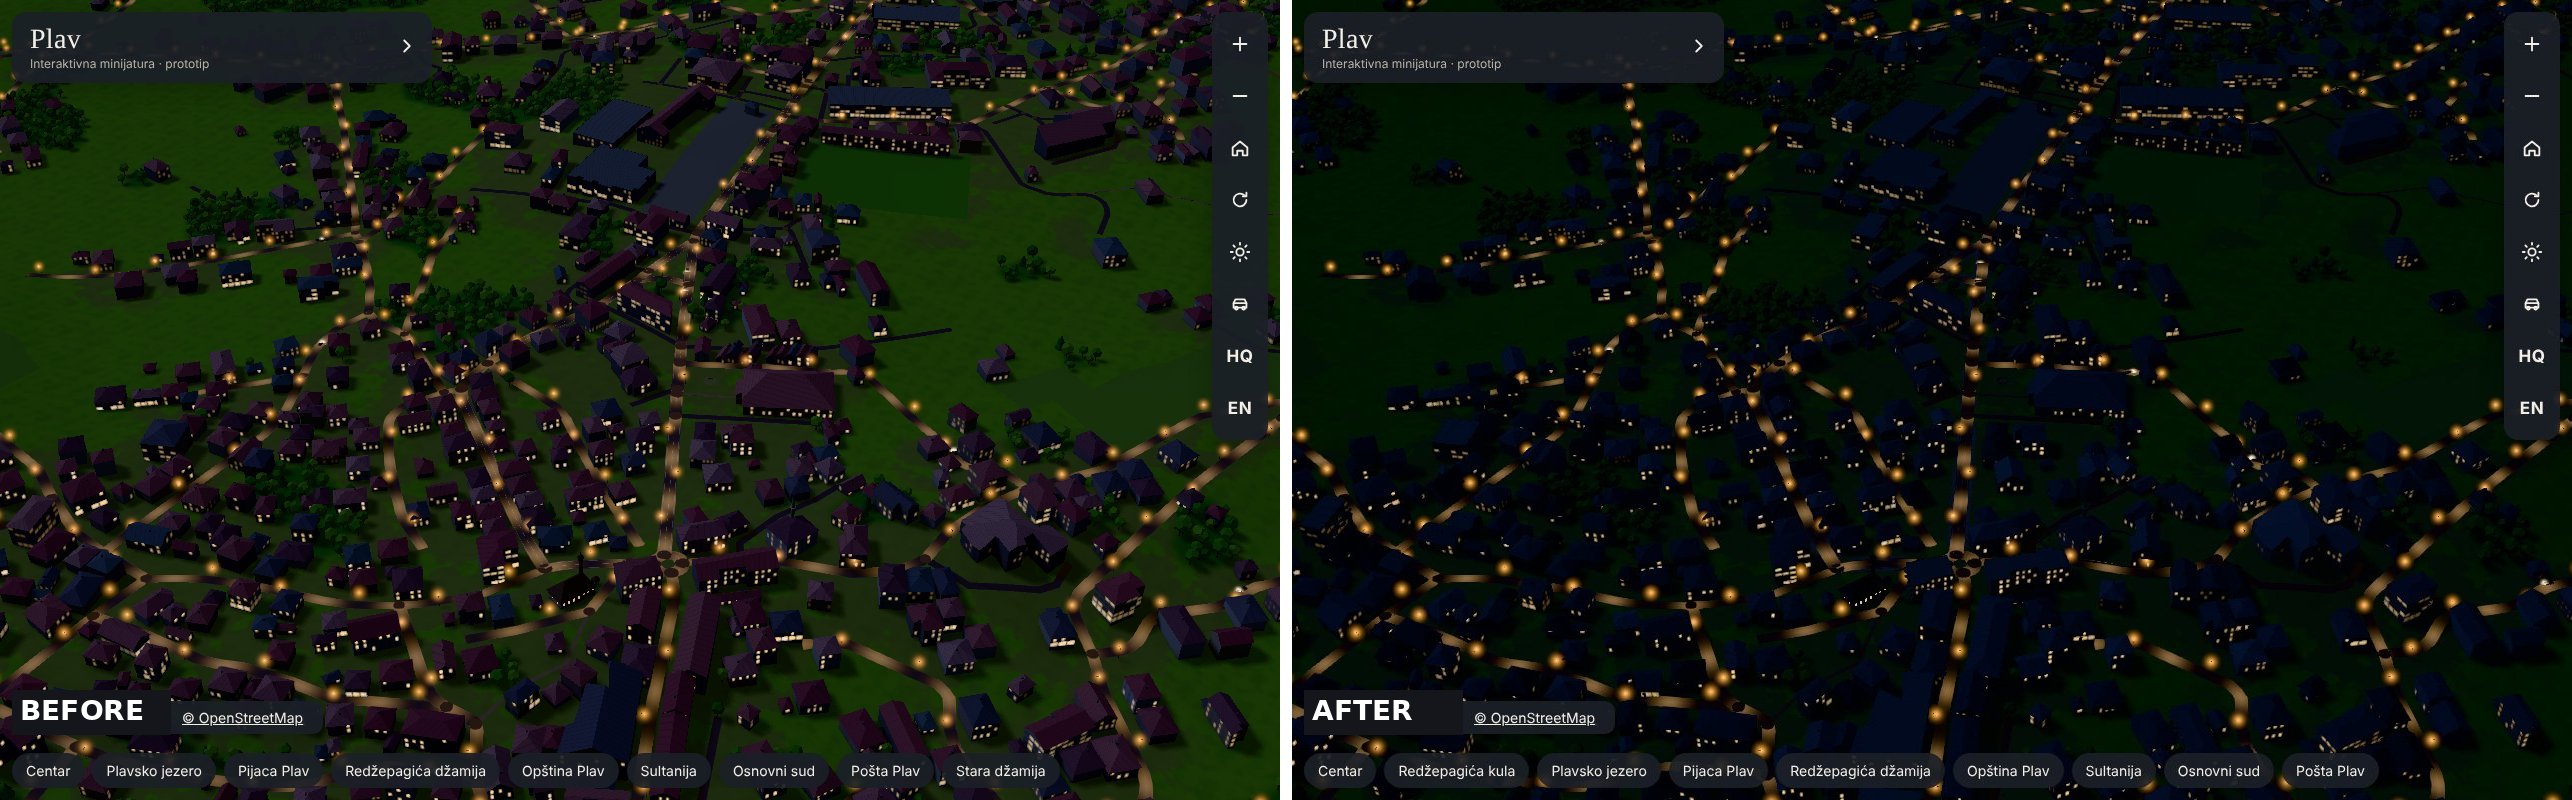 Plav
Interaktivna minijatura · prototip
HQ
EN
BEFORE
© OpenStreetMap
Centar
Plavsko jezero
Pijaca Plav
Redžepagića džamija
Opština Plav
Sultanija
Osnovni sud
Pošta Plav
Stara džamija
Plav
Interaktivna minijatura · prototip
HQ
EN
AFTER
© OpenStreetMap
Centar
Redžepagića kula
Plavsko jezero
Pijaca Plav
Redžepagića džamija
Opština Plav
Sultanija
Osnovni sud
Pošta Plav